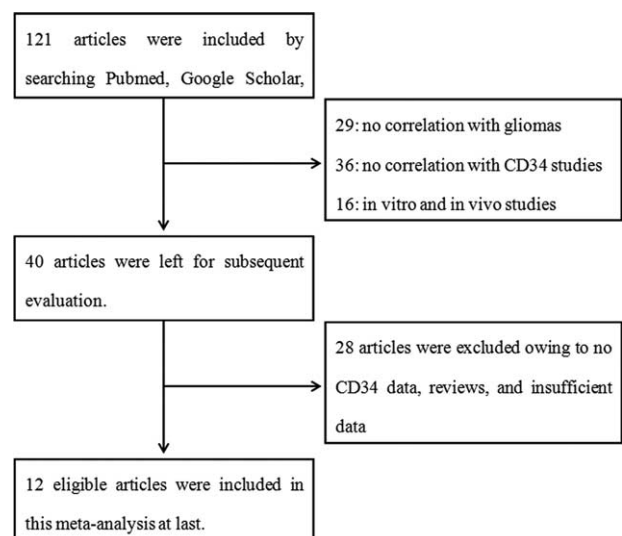 121 articles were included by
searching Pubmed, Google Scholar,
29: no correlation with gliomas
36: no correlation with CD34 studies
16: in vitro and in vivo studies
40 articles were left for subsequent
evaluation.
28 articles were excluded owing to no
CD34 data, reviews, and insufficient
data
12 eligible articles were included in
this meta-analysis at last.